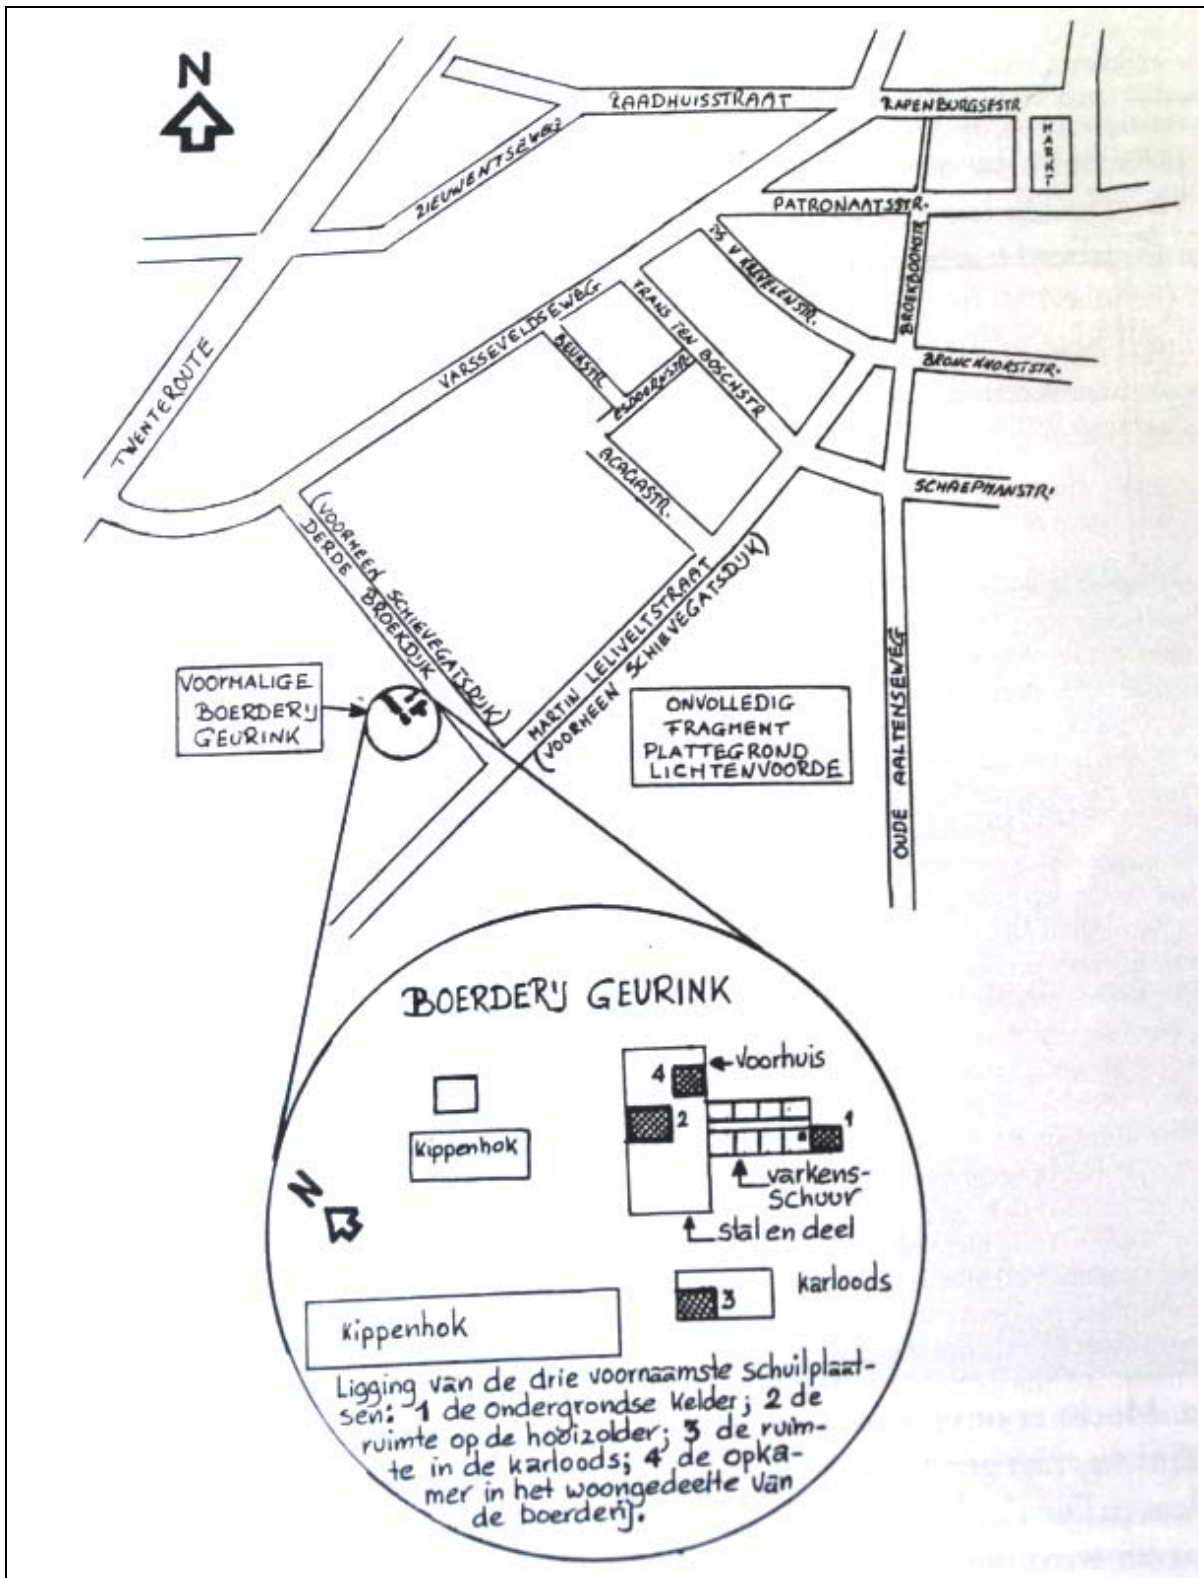 N
RAADHUISSTRAAT
RAPENBURGSESTR
MARKT
ZIEUWENTSEWEG
PATRONAATSSTR.
DS V KREVELENSTR.
BROEKBOOMSTR
TRANS TEN BOSCHSTR
VARSSEVELDSEWEG
BEUKSTR.
ESDOORNSTR.
BRONCKHORSTSTR.
TWENTEROUTE
ACACIASTR.
SCHAEPMANSTR.
(VOORHEEN SCHIEVEGATSDIJK)
DERDE BROEKDIJK
MARTIN LELIVELTSTRAAT
(VOORHEEN SCHIEVEGATSDIJK)
OUDE AALTENSEWEG
VOORMALIGE
BOERDERIJ
GEURINK
ONVOLLEDIG
FRAGMENT
PLATTEGROND
LICHTENVOORDE
BOERDERIJ GEURINK
4
voorhuis
2
1
Kippenhok
varkens-
schuur
stal en deel
N
karloods
3
Kippenhok
Ligging van de drie voornaamste schuilplaat-
sen: 1 de ondergrondse kelder; 2 de
ruimte op de hooizolder; 3 de ruim-
te in de karloods; 4 de opka-
mer in het woongedeelte van
de boerderij.